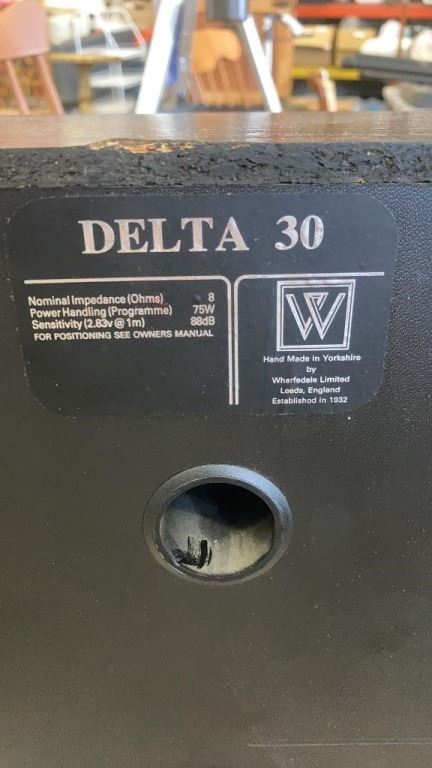 DELTA 30
Nominal Impedance (Ohms) 8
Power Handling (Programme) 75W
Sensitivity (2.83v @ 1m) 88dB
FOR POSITIONING SEE OWNERS MANUAL
W
Hand Made in Yorkshire
by
Wharfedale Limited
Leeds, England
Established in 1932